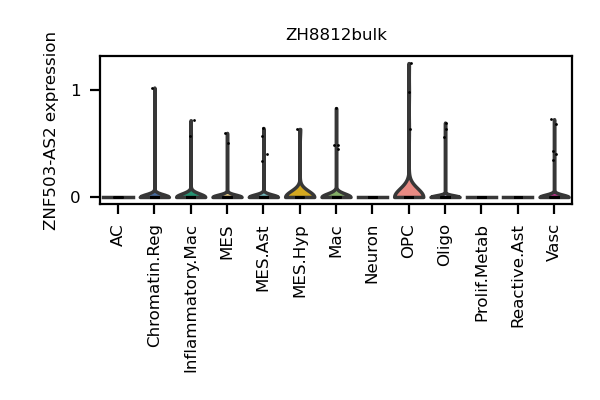 ZH8812bulk
ZNF503-AS2 expression
1
0
AC
Chromatin.Reg
Inflammatory.Mac
MES
MES.Ast
MES.Hyp
Mac
Neuron
OPC
Oligo
Prolif.Metab
Reactive.Ast
Vasc